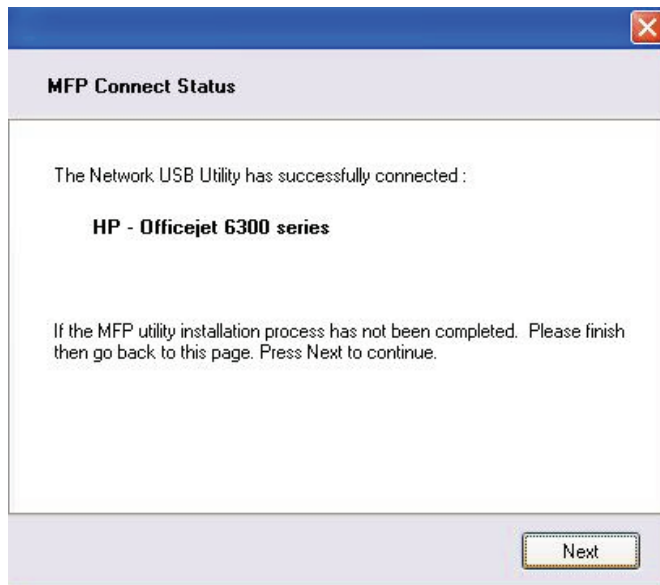 MFP Connect Status
The Network USB Utility has successfully connected :
HP - Officejet 6300 series
If the MFP utility installation process has not been completed. Please finish
then go back to this page. Press Next to continue.
Next